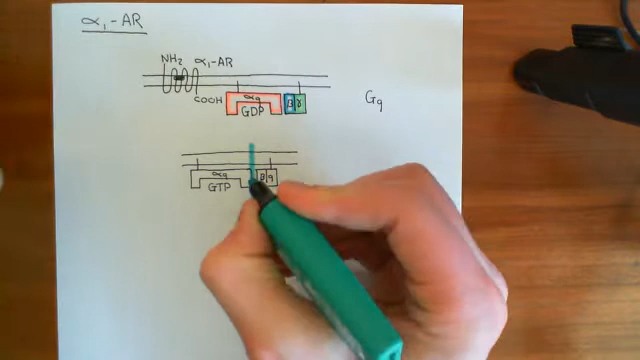 α₁-AR
NH₂ α₁-AR
COOH αq β γ
GDP
Gq
αq β
GTP